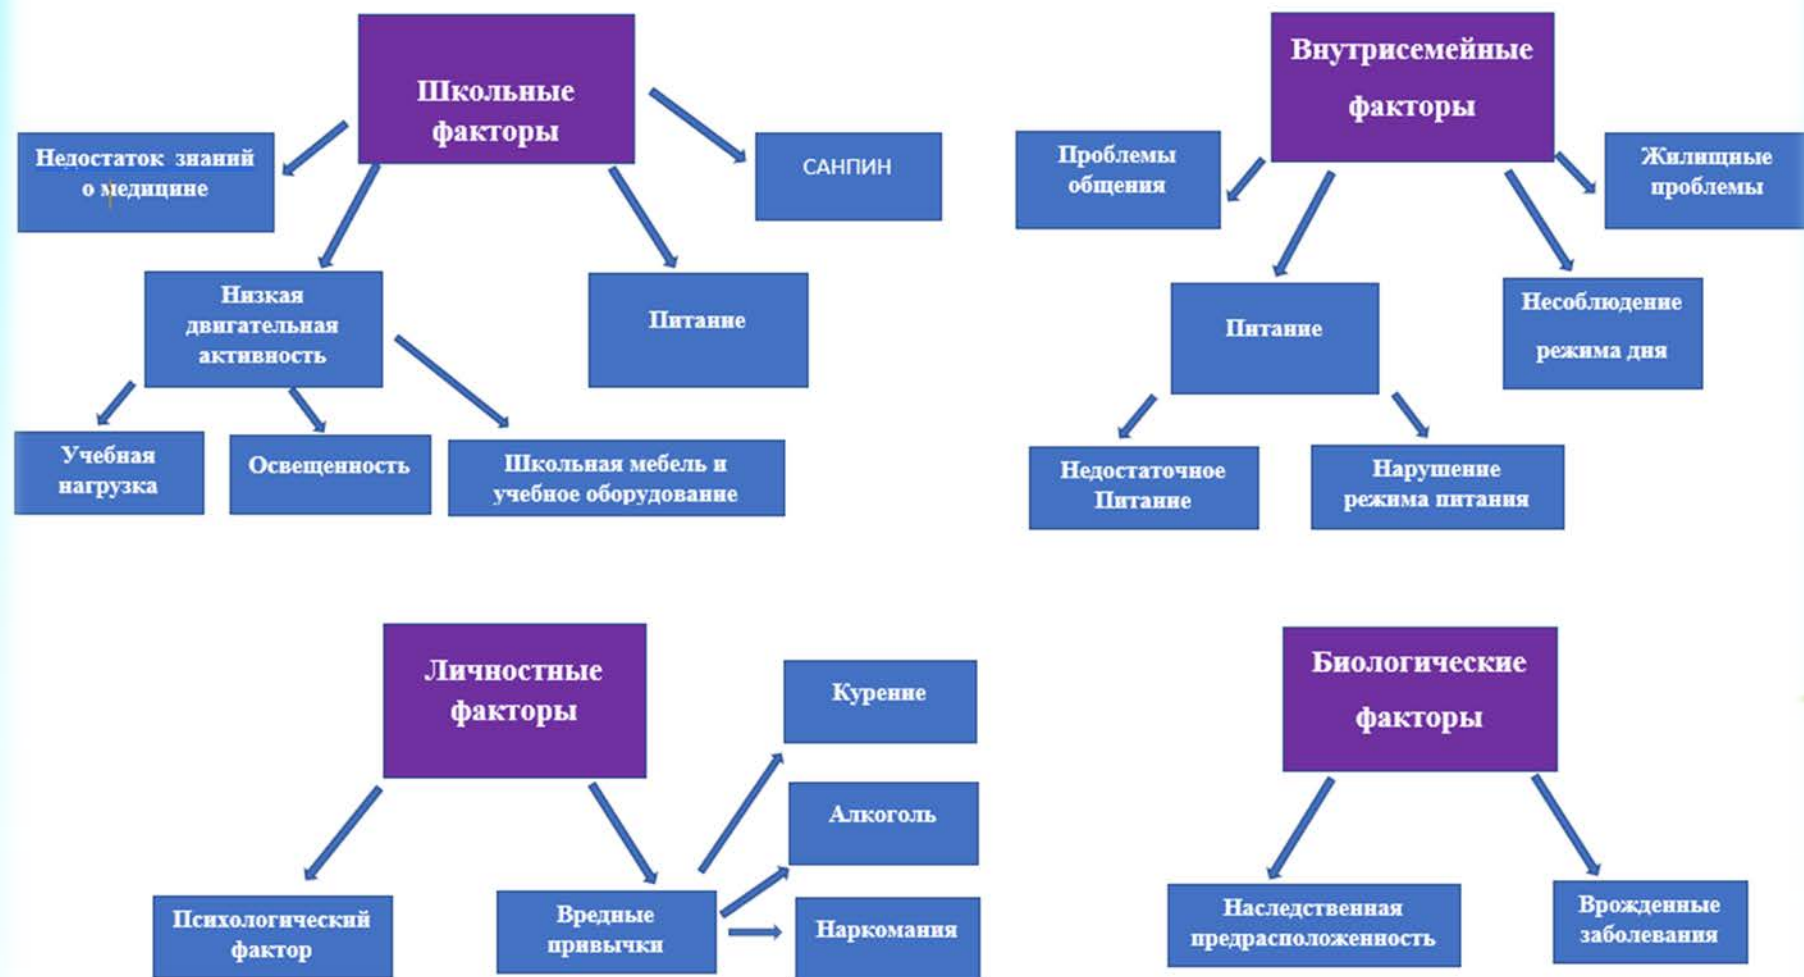 Школьные
факторы
Недостаток знаний
о медицине
САНПИН
Низкая
двигательная
активность
Питание
Учебная
нагрузка
Освещенность
Школьная мебель и
учебное оборудование
Внутрисемейные
факторы
Проблемы
общения
Жилищные
проблемы
Питание
Несоблюдение
режима дня
Недостаточное
Питание
Нарушение
режима питания
Личностные
факторы
Курение
Алкоголь
Психологический
фактор
Вредные
привычки
Наркомания
Биологические
факторы
Наследственная
предрасположенность
Врожденные
заболевания